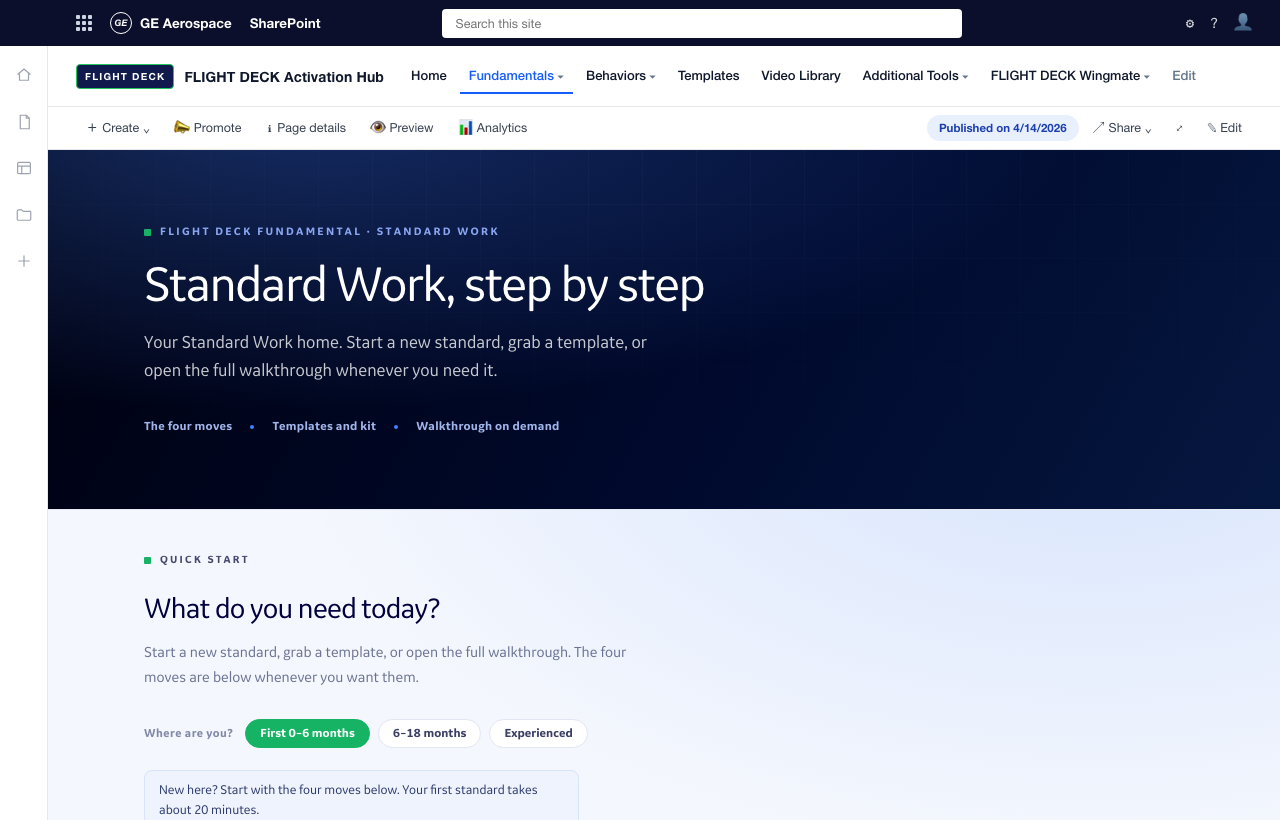 GE GE Aerospace SharePoint Search this site ?
FLIGHT DECK FLIGHT DECK Activation Hub Home Fundamentals Behaviors Templates Video Library Additional Tools FLIGHT DECK Wingmate Edit
+ Create Promote i Page details Preview Analytics Published on 4/14/2026 Share Edit
FLIGHT DECK FUNDAMENTAL · STANDARD WORK
Standard Work, step by step
Your Standard Work home. Start a new standard, grab a template, or
open the full walkthrough whenever you need it.
The four moves • Templates and kit • Walkthrough on demand
QUICK START
What do you need today?
Start a new standard, grab a template, or open the full walkthrough. The four
moves are below whenever you want them.
Where are you? First 0–6 months 6–18 months Experienced
New here? Start with the four moves below. Your first standard takes
about 20 minutes.